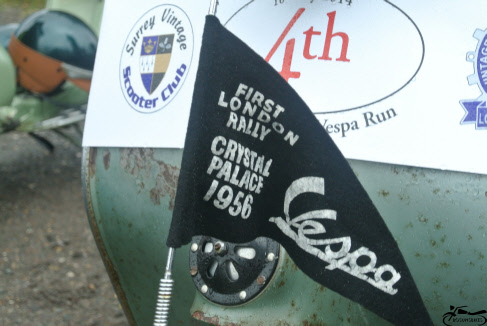 Surrey Vintage
Scooter Club
4th
Vespa Run
FIRST
LONDON
RALLY
CRYSTAL
PALACE
1956
Vespa